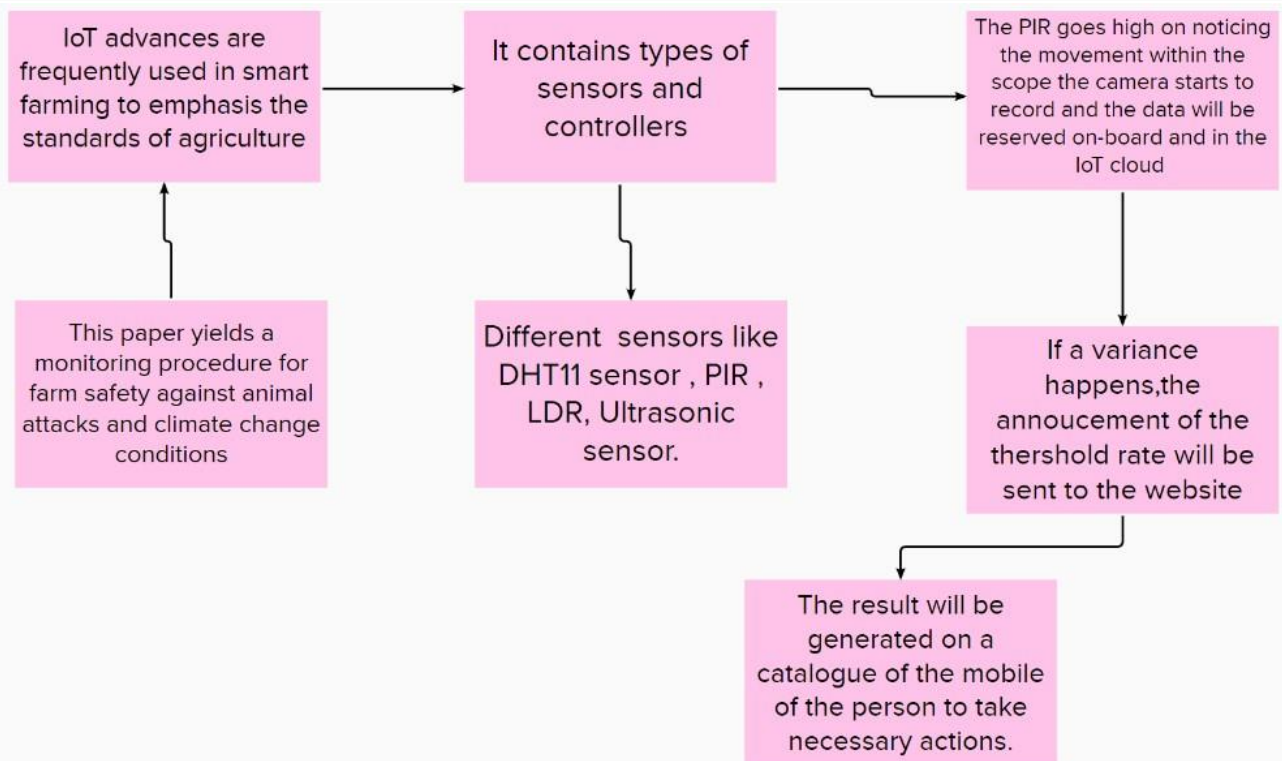 IoT advances are
frequently used in smart
farming to emphasis the
standards of agriculture
It contains types of
sensors and
controllers
The PIR goes high on noticing
the movement within the
scope the camera starts to
record and the data will be
reserved on-board and in the
IoT cloud
This paper yields a
monitoring procedure for
farm safety against animal
attacks and climate change
conditions
Different sensors like
DHT11 sensor , PIR ,
LDR, Ultrasonic
sensor.
If a variance
happens,the
annoucement of the
thershold rate will be
sent to the website
The result will be
generated on a
catalogue of the mobile
of the person to take
necessary actions.